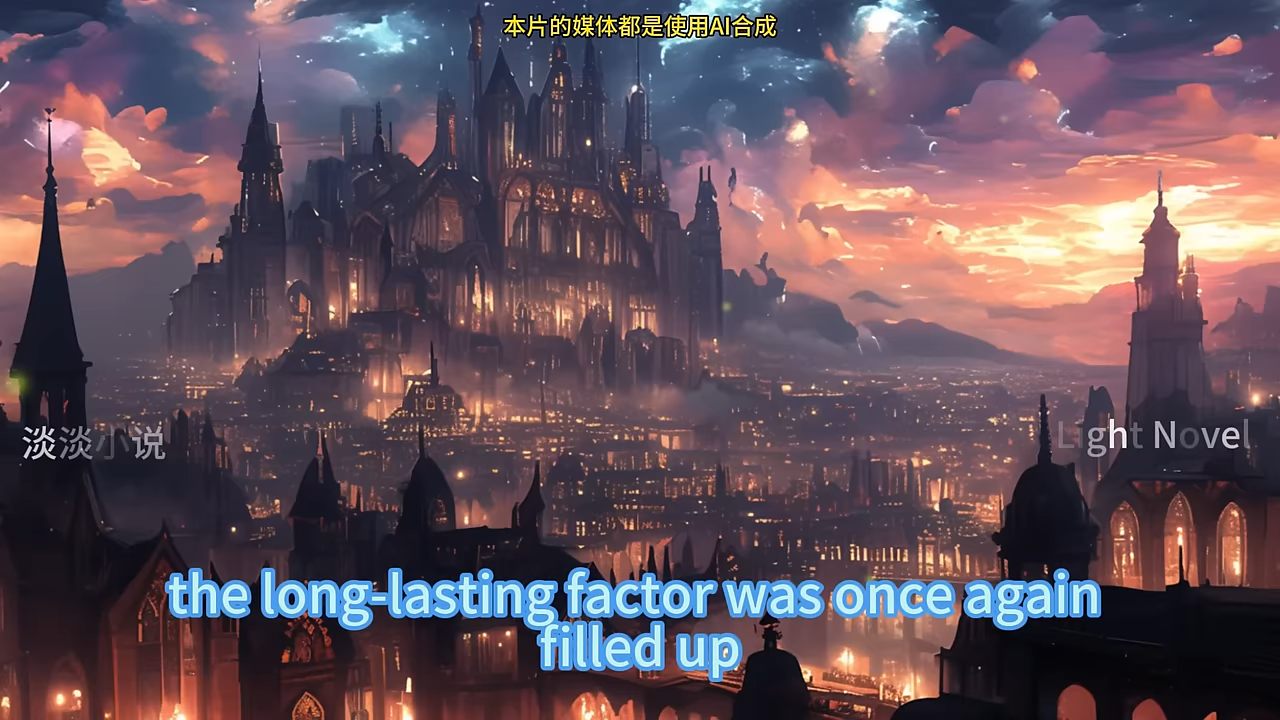 本片的媒体都是使用AI合成
淡淡小说
Light Novel
the long-lasting factor was once again
filled up